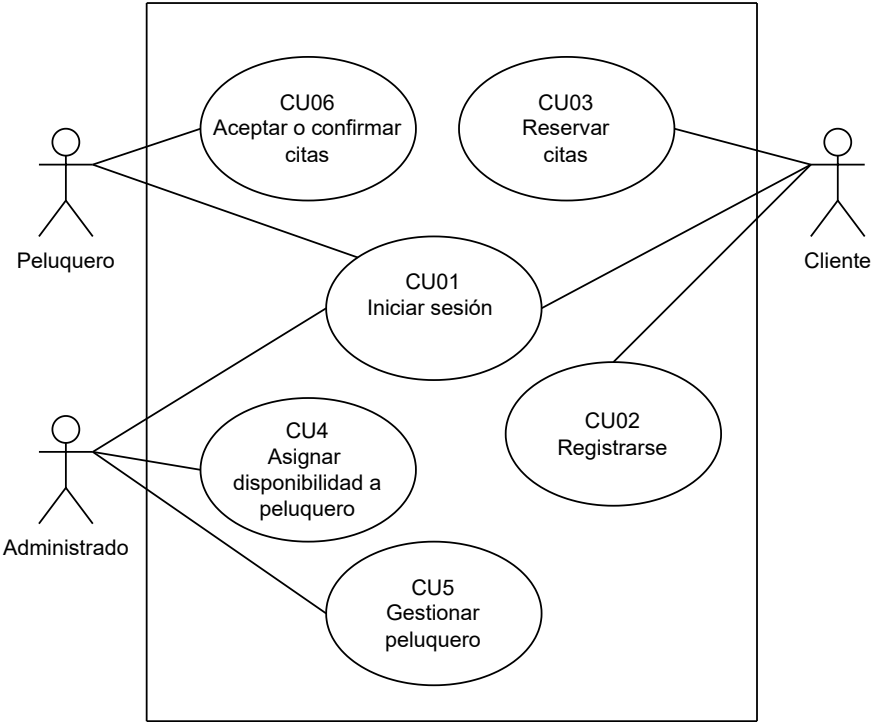 CU06
Aceptar o confirmar
citas
CU03
Reservar
citas
Peluquero
Cliente
CU01
Iniciar sesión
CU02
Registrarse
CU4
Asignar
disponibilidad a
peluquero
Administrado
CU5
Gestionar
peluquero